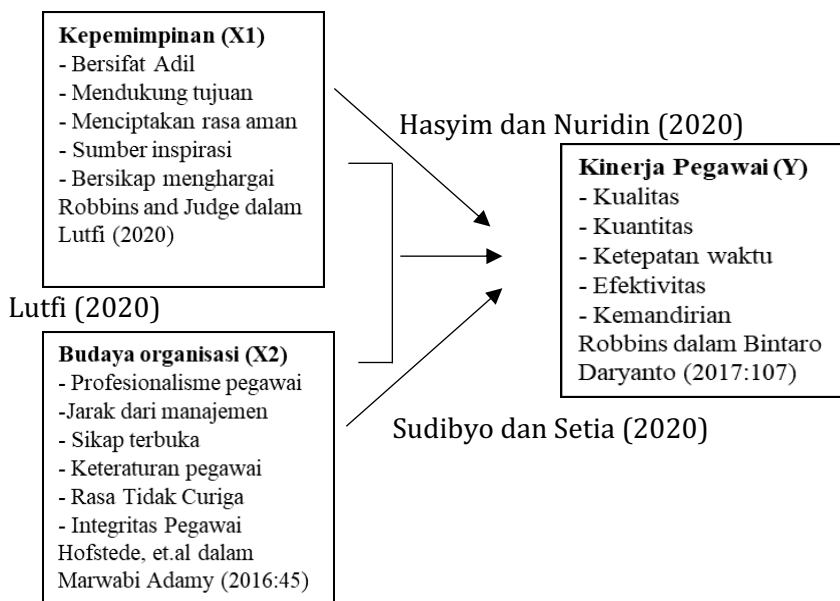 Kepemimpinan (X1)
- Bersifat Adil
- Mendukung tujuan
- Menciptakan rasa aman
- Sumber inspirasi
- Bersikap menghargai
Robbins and Judge dalam
Lutfi (2020)
Hasyim dan Nuridin (2020)
Kinerja Pegawai (Y)
- Kualitas
- Kuantitas
- Ketepatan waktu
- Efektivitas
- Kemandirian
Robbins dalam Bintaro
Daryanto (2017:107)
Lutfi (2020)
Budaya organisasi (X2)
- Profesionalisme pegawai
-Jarak dari manajemen
- Sikap terbuka
- Keteraturan pegawai
- Rasa Tidak Curiga
- Integritas Pegawai
Hofstede, et.al dalam
Marwabi Adamy (2016:45)
Sudibyo dan Setia (2020)